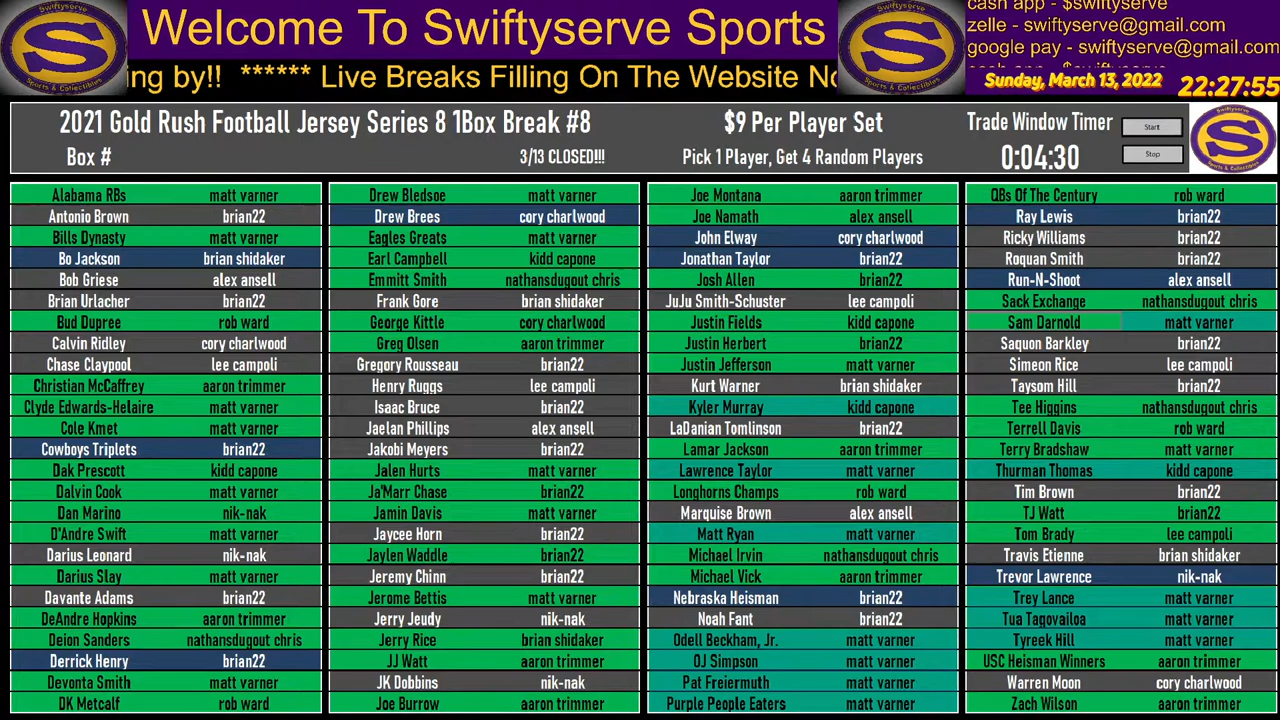 Welcome To Swiftyserve Sports
cash app - $swiftyserve
zelle - swiftyserve@gmail.com
google pay - swiftyserve@gmail.com
ing by!! ****** Live Breaks Filling On The Website No
Sunday, March 13, 2022 22:27:55
2021 Gold Rush Football Jersey Series 8 1Box Break #8 $9 Per Player Set Trade Window Timer Start
Box # 3/13 CLOSED!!! Pick 1 Player, Get 4 Random Players 0:04:30 Stop
Swiftyserve
S
Sports & Collectibles
Alabama RBs matt varner Drew Bledsoe matt varner Joe Montana aaron trimmer QBs Of The Century rob ward
Antonio Brown brian22 Drew Brees cory charlwood Joe Namath alex ansell Ray Lewis brian22
Bills Dynasty matt varner Eagles Greats matt varner John Elway cory charlwood Ricky Williams brian22
Bo Jackson brian shidaker Earl Campbell kidd capone Jonathan Taylor brian22 Roquan Smith brian22
Bob Griese alex ansell Emmitt Smith nathansdugout chris Josh Allen brian22 Run-N-Shoot alex ansell
Brian Urlacher brian22 Frank Gore brian shidaker JuJu Smith-Schuster lee campoli Sack Exchange nathansdugout chris
Bud Dupree rob ward George Kittle cory charlwood Justin Fields kidd capone Sam Darnold matt varner
Calvin Ridley cory charlwood Greg Olsen aaron trimmer Justin Herbert brian22 Saquon Barkley brian22
Chase Claypool lee campoli Gregory Rousseau brian22 Justin Jefferson matt varner Simeon Rice lee campoli
Christian McCaffrey aaron trimmer Henry Ruggs lee campoli Kurt Warner brian shidaker Taysom Hill brian22
Clyde Edwards-Helaire matt varner Isaac Bruce brian22 Kyler Murray kidd capone Tee Higgins nathansdugout chris
Cole Kmet matt varner Jaelan Phillips alex ansell LaDanian Tomlinson brian22 Terrell Davis rob ward
Cowboys Triplets brian22 Jakobi Meyers brian22 Lamar Jackson aaron trimmer Terry Bradshaw matt varner
Dak Prescott kidd capone Jalen Hurts matt varner Lawrence Taylor matt varner Thurman Thomas kidd capone
Dalvin Cook matt varner Ja'Marr Chase brian22 Longhorns Champs rob ward Tim Brown brian22
Dan Marino nik-nak Jamin Davis matt varner Marquise Brown alex ansell TJ Watt brian22
D'Andre Swift matt varner Jaycee Horn brian22 Matt Ryan matt varner Tom Brady lee campoli
Darius Leonard nik-nak Jaylen Waddle brian22 Michael Irvin nathansdugout chris Travis Etienne brian shidaker
Darius Slay matt varner Jeremy Chinn brian22 Michael Vick aaron trimmer Trevor Lawrence nik-nak
Davante Adams brian22 Jerome Bettis matt varner Nebraska Heisman brian22 Trey Lance matt varner
DeAndre Hopkins aaron trimmer Jerry Jeudy nik-nak Noah Fant brian22 Tua Tagovailoa matt varner
Deion Sanders nathansdugout chris Jerry Rice brian shidaker Odell Beckham, Jr. matt varner Tyreek Hill matt varner
Derrick Henry brian22 JJ Watt aaron trimmer OJ Simpson matt varner USC Heisman Winners aaron trimmer
Devonta Smith matt varner JK Dobbins nik-nak Pat Freiermuth matt varner Warren Moon cory charlwood
DK Metcalf rob ward Joe Burrow aaron trimmer Purple People Eaters matt varner Zach Wilson aaron trimmer